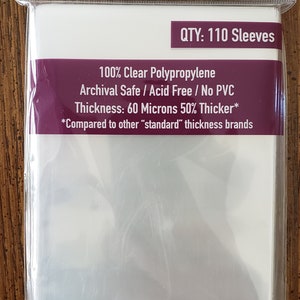 QTY: 110 Sleeves
100% Clear Polypropylene
Archival Safe / Acid Free / No PVC
Thickness: 60 Microns 50% Thicker*
*Compared to other "standard" thickness brands